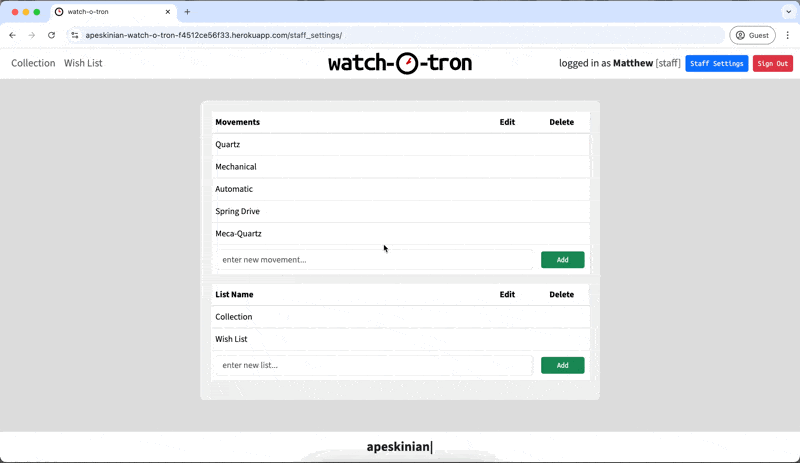 watch-o-tron
apeskinian-watch-o-tron-f4512ce56f33.herokuapp.com/staff_settings/
Guest
Collection Wish List watch-O-tron logged in as Matthew [staff] Staff Settings Sign Out
Movements Edit Delete
Quartz
Mechanical
Automatic
Spring Drive
Meca-Quartz
enter new movement... Add
List Name Edit Delete
Collection
Wish List
enter new list... Add
apeskinian|